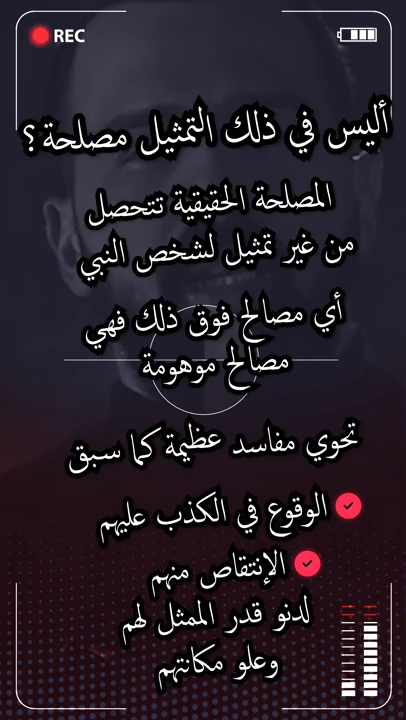 REC
أليس في ذلك التمثيل مصلحة؟
المصلحة الحقيقية تتحصل
من غير تمثيل لشخص النبي
أي مصالح فوق ذلك فهي
مصالح موهومة
تحوي مفاسد عظيمة كما سبق
الوقوع في الكذب عليهم
الإنتقاص منهم
لدنو قدر الممثل لهم
وعلو مكانتهم